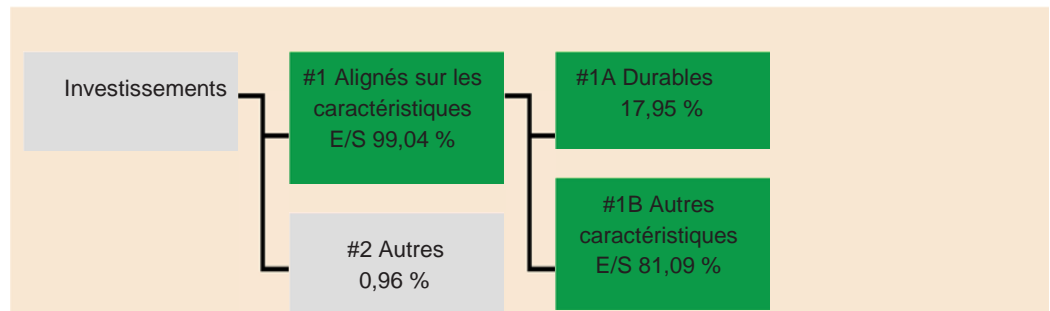 Investissements
#1 Alignés sur les
caractéristiques
E/S 99,04 %
#2 Autres
0,96 %
#1A Durables
17,95 %
#1B Autres
caractéristiques
E/S 81,09 %